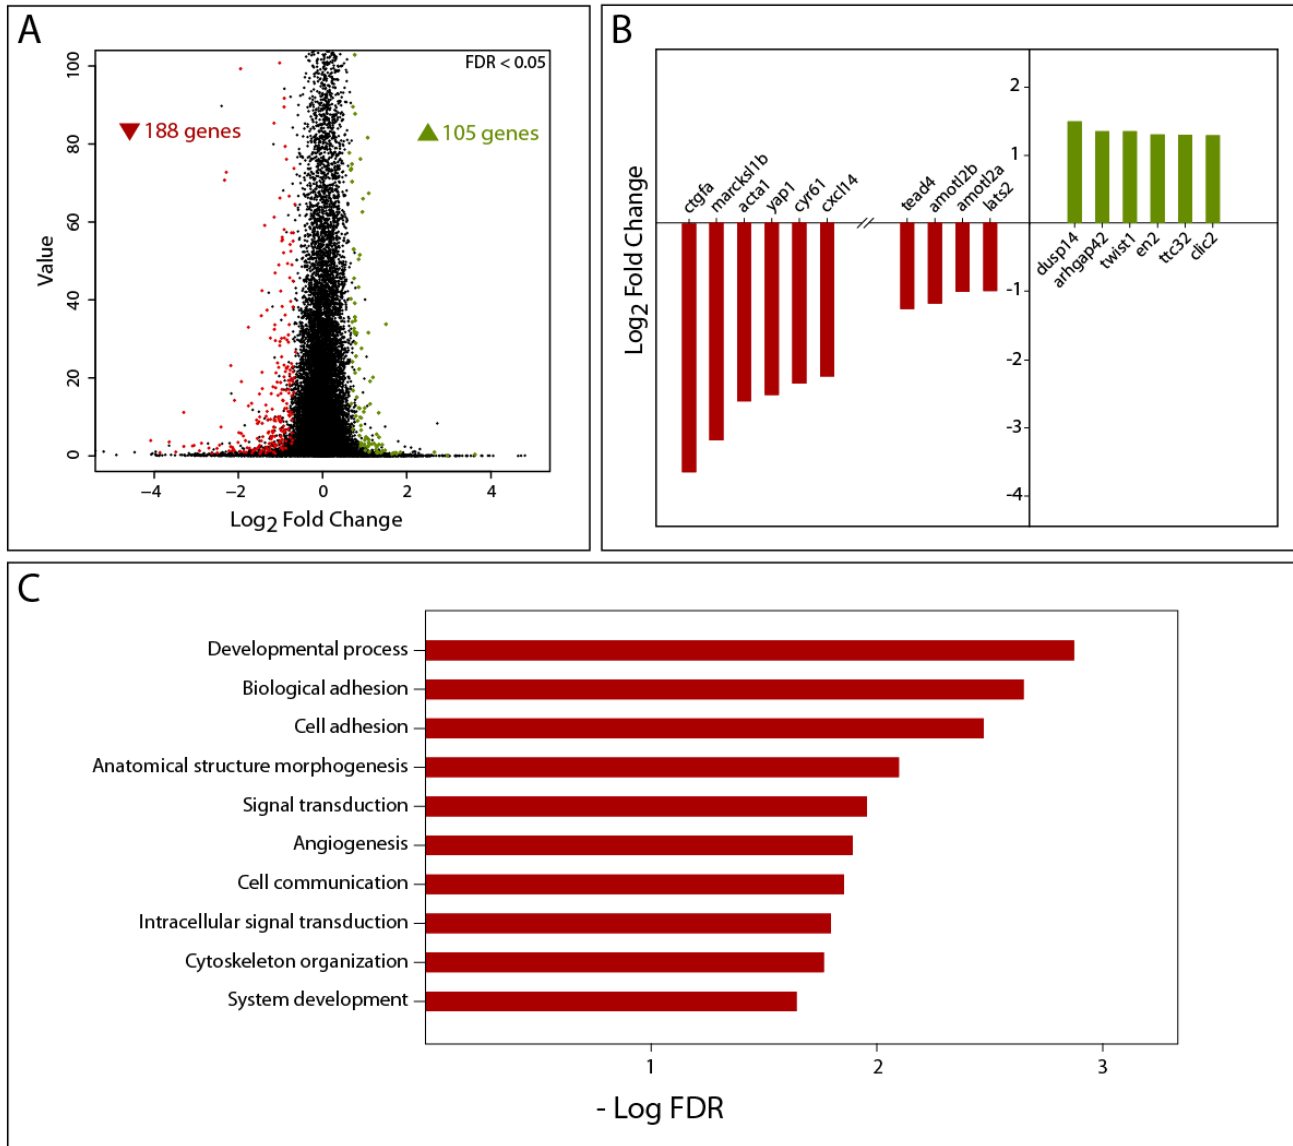 A
FDR < 0.05
▼ 188 genes
▲ 105 genes
100
80
60
40
20
0
Value
−4 −2 0 2 4
Log2 Fold Change
B
Log2 Fold Change
ctgfa
marcksl1b
acta1
yap1
cyr61
cxcl14
//
tead4
amotl2b
amotl2a
lats2
2
1
-1
-2
-3
-4
dusp14
arhgap42
twist1
en2
ttc32
clic2
C
Developmental process
Biological adhesion
Cell adhesion
Anatomical structure morphogenesis
Signal transduction
Angiogenesis
Cell communication
Intracellular signal transduction
Cytoskeleton organization
System development
1 2 3
- Log FDR